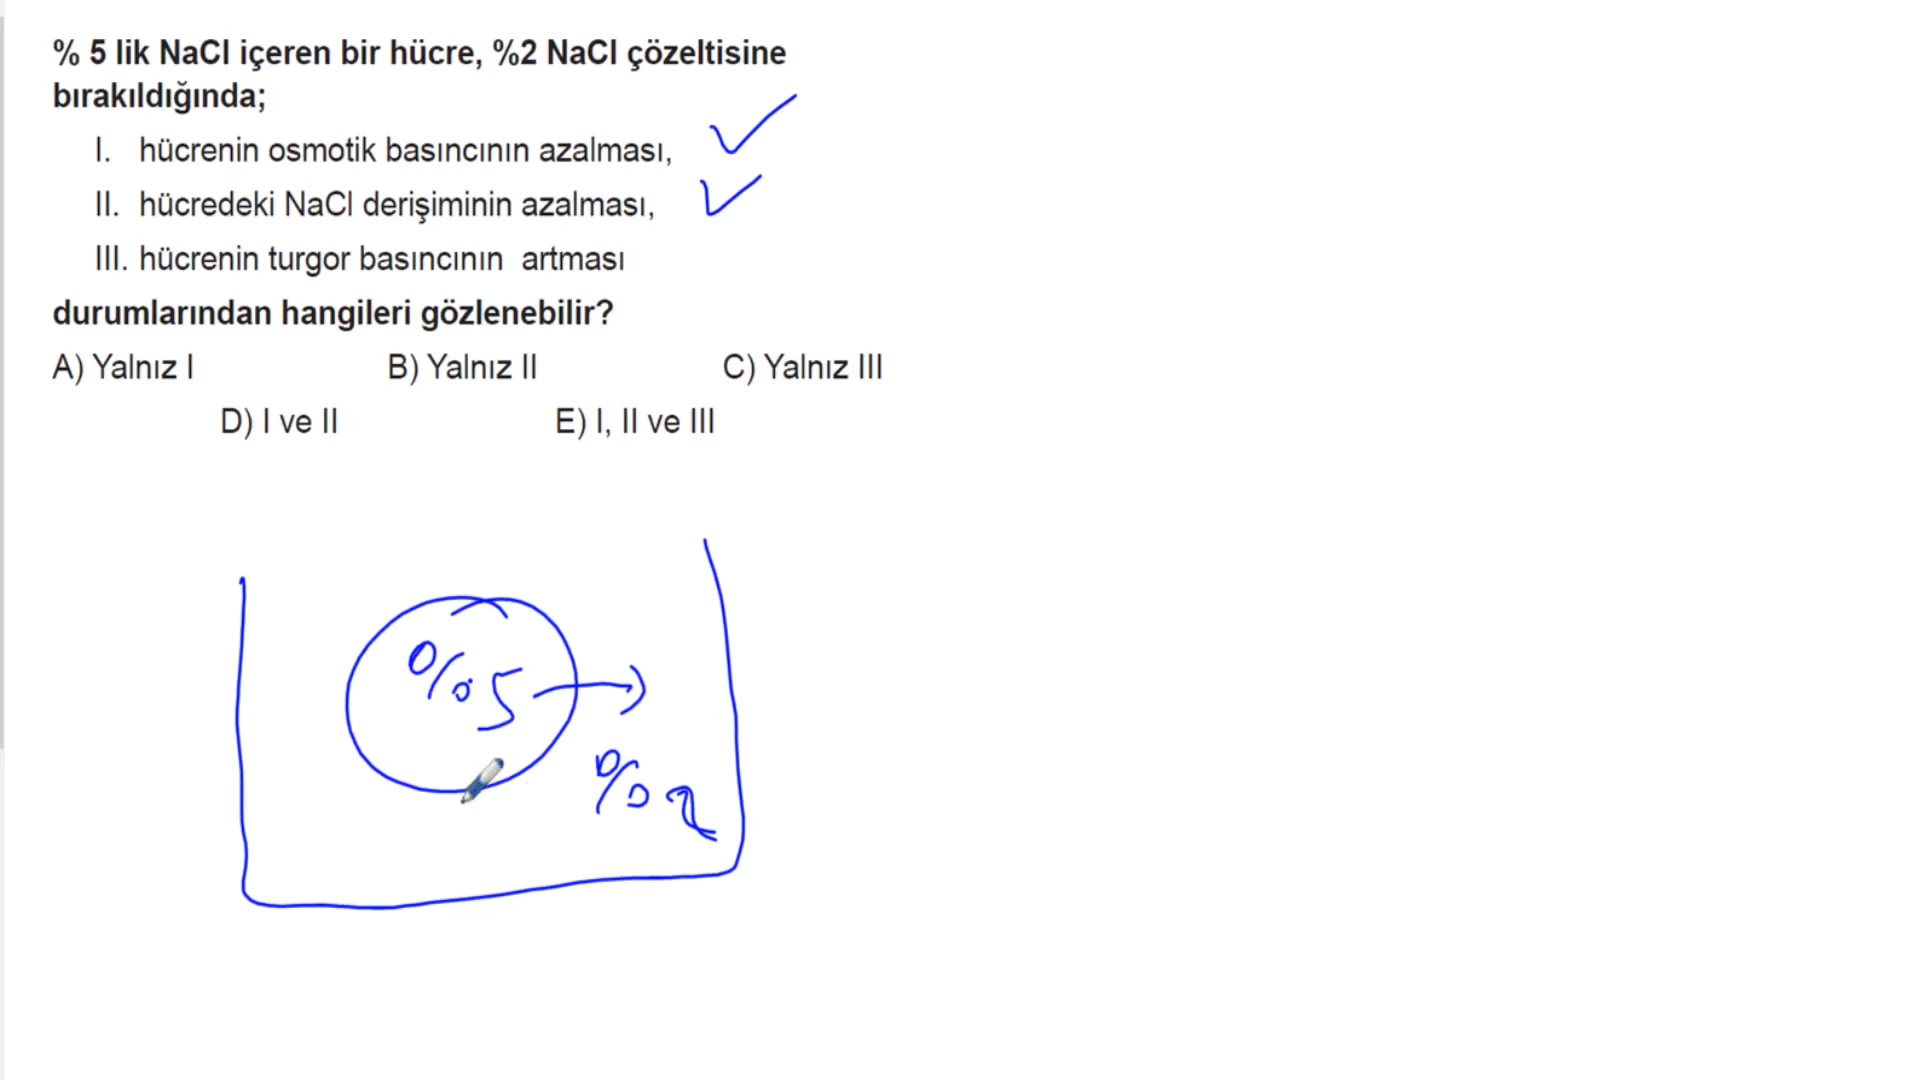 % 5 lik NaCl içeren bir hücre, %2 NaCl çözeltisine
bırakıldığında;
I. hücrenin osmotik basıncının azalması,
II. hücredeki NaCl derişiminin azalması,
III. hücrenin turgor basıncının artması
durumlarından hangileri gözlenebilir?
A) Yalnız I B) Yalnız II C) Yalnız III
D) I ve II E) I, II ve III
%5
%2